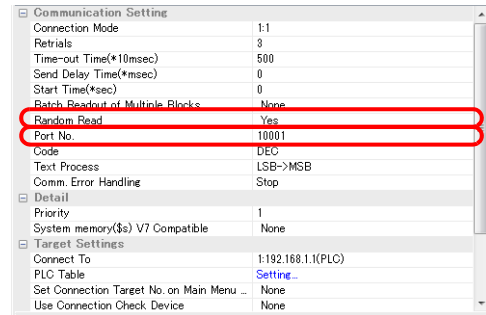 Communication Setting
Connection Mode 1:1
Retrials 3
Time-out Time(*10msec) 500
Send Delay Time(*msec) 0
Start Time(*sec) 0
Batch Readout of Multiple Blocks None
Random Read Yes
Port No. 10001
Code DEC
Text Process LSB->MSB
Comm. Error Handling Stop
Detail
Priority 1
System memory($s) V7 Compatible None
Target Settings
Connect To 1:192.168.1.1(PLC)
PLC Table Setting...
Set Connection Target No. on Main Menu ... None
Use Connection Check Device None